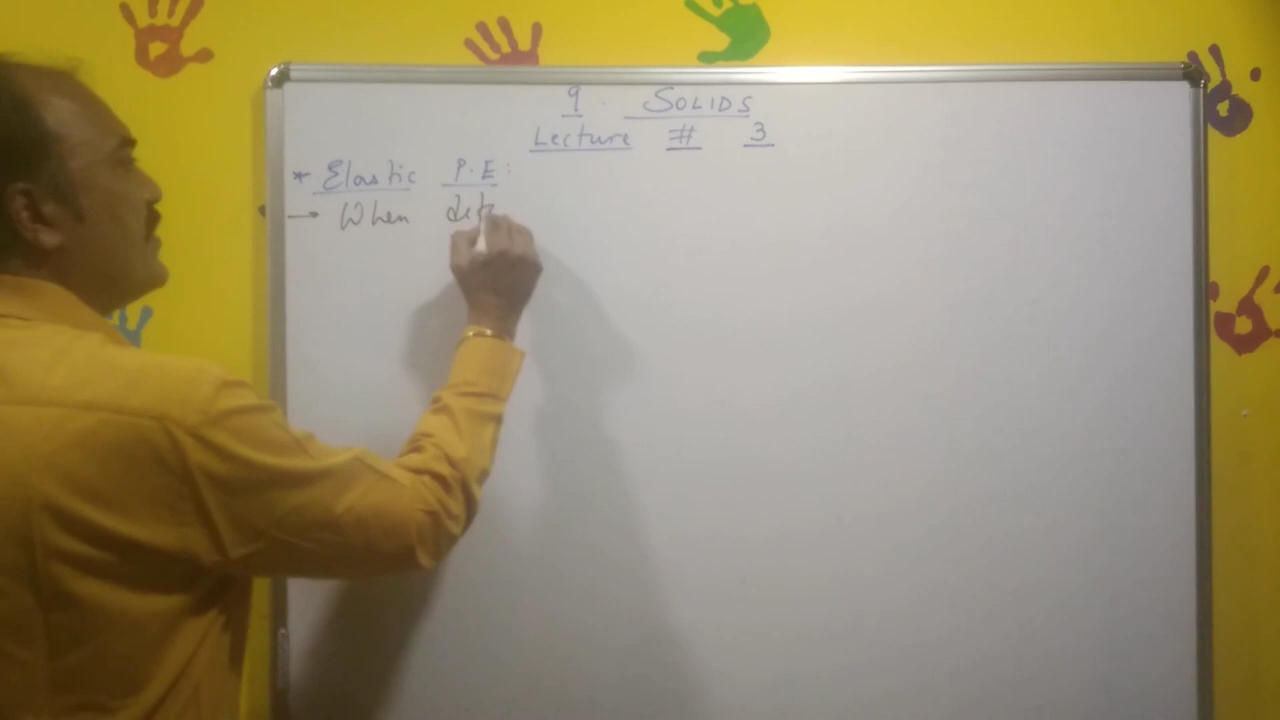 9. SOLIDS
Lecture # 3
* Elastic P.E:
→ When